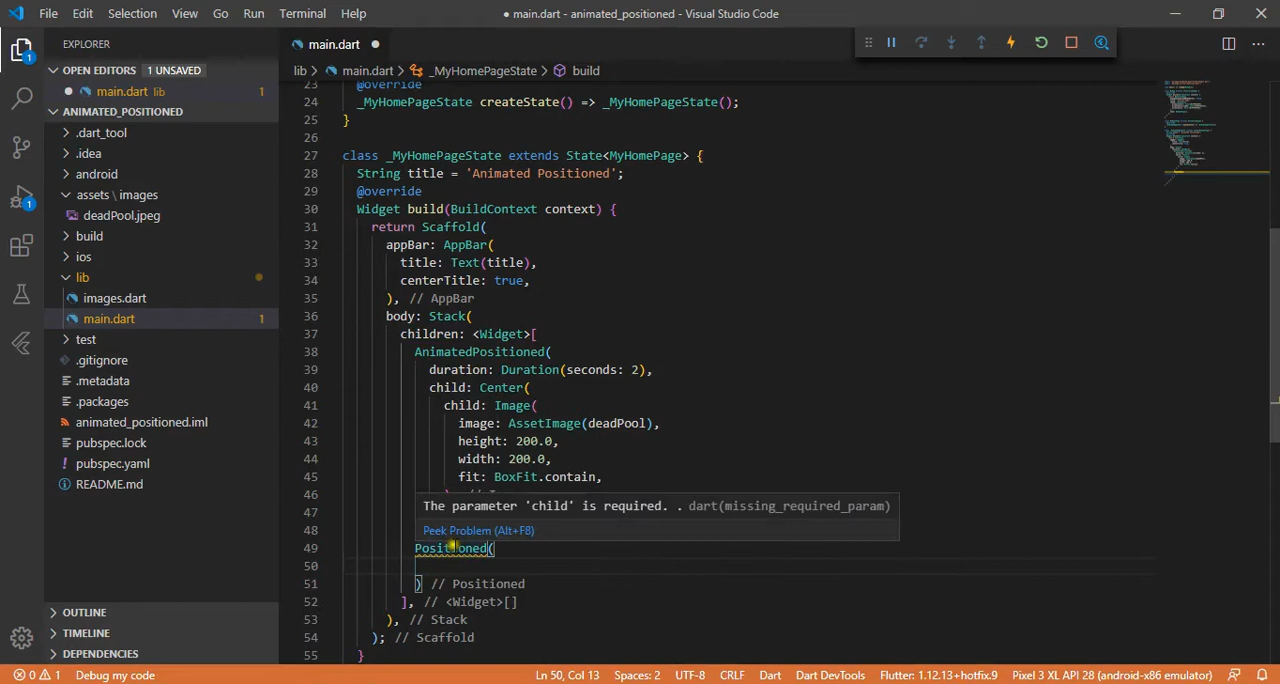 File Edit Selection View Go Run Terminal Help
● main.dart - animated_positioned - Visual Studio Code
EXPLORER
OPEN EDITORS 1 UNSAVED
main.dart lib 1
ANIMATED_POSITIONED
.dart_tool
.idea
android
assets \ images
deadPool.jpeg
build
ios
lib
images.dart
main.dart 1
test
.gitignore
.metadata
.packages
animated_positioned.iml
pubspec.lock
pubspec.yaml
README.md
OUTLINE
TIMELINE
DEPENDENCIES
1
1
main.dart
lib > main.dart > _MyHomePageState > build
23 @override
24 _MyHomePageState createState() => _MyHomePageState();
25 }
26
27 class _MyHomePageState extends State<MyHomePage> {
28 String title = 'Animated Positioned';
29 @override
30 Widget build(BuildContext context) {
31 return Scaffold(
32 appBar: AppBar(
33 title: Text(title),
34 centerTitle: true,
35 ), // AppBar
36 body: Stack(
37 children: <Widget>[
38 AnimatedPositioned(
39 duration: Duration(seconds: 2),
40 child: Center(
41 child: Image(
42 image: AssetImage(deadPool),
43 height: 200.0,
44 width: 200.0,
45 fit: BoxFit.contain,
46
47
48
The parameter 'child' is required. . dart(missing_required_param)
Peek Problem (Alt+F8)
49 Positioned(
50
51 ) // Positioned
52 ], // <Widget>[]
53 ), // Stack
54 ); // Scaffold
55 }
0 1 Debug my code Ln 50, Col 13 Spaces: 2 UTF-8 CRLF Dart Dart DevTools Flutter: 1.12.13+hotfix.9 Pixel 3 XL API 28 (android-x86 emulator)